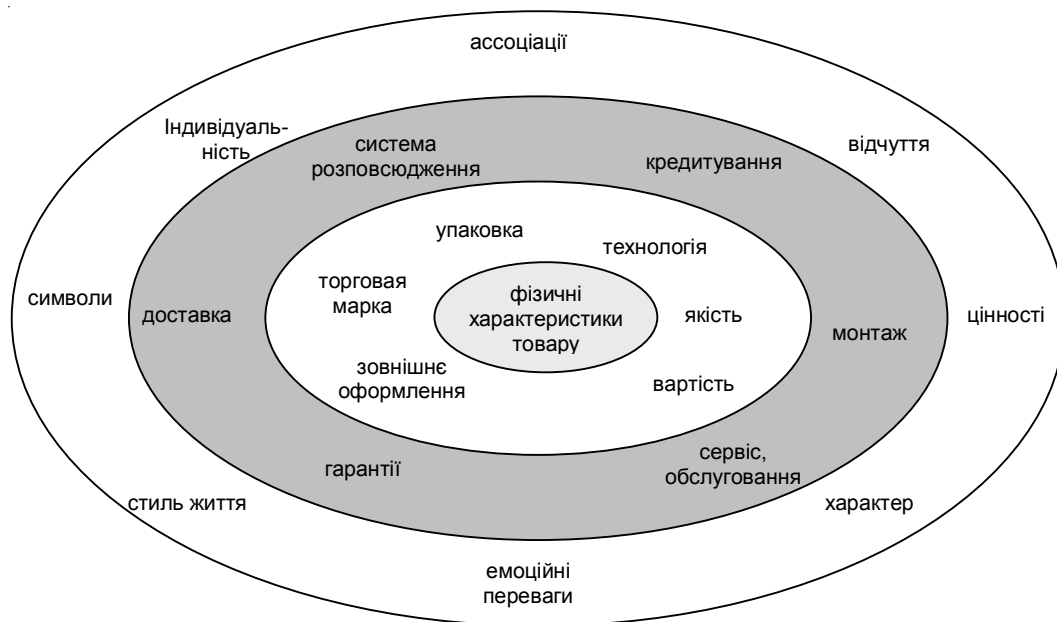 ассоціації
Індивідуаль-
ність
система
розповсюдження
кредитування
відчуття
упаковка
технологія
торговая
марка
фізичні
характеристики
товару
якість
символи
доставка
монтаж
цінності
зовнішнє
оформлення
вартість
гарантії
сервіс,
обслуговання
стиль життя
характер
емоційні
переваги